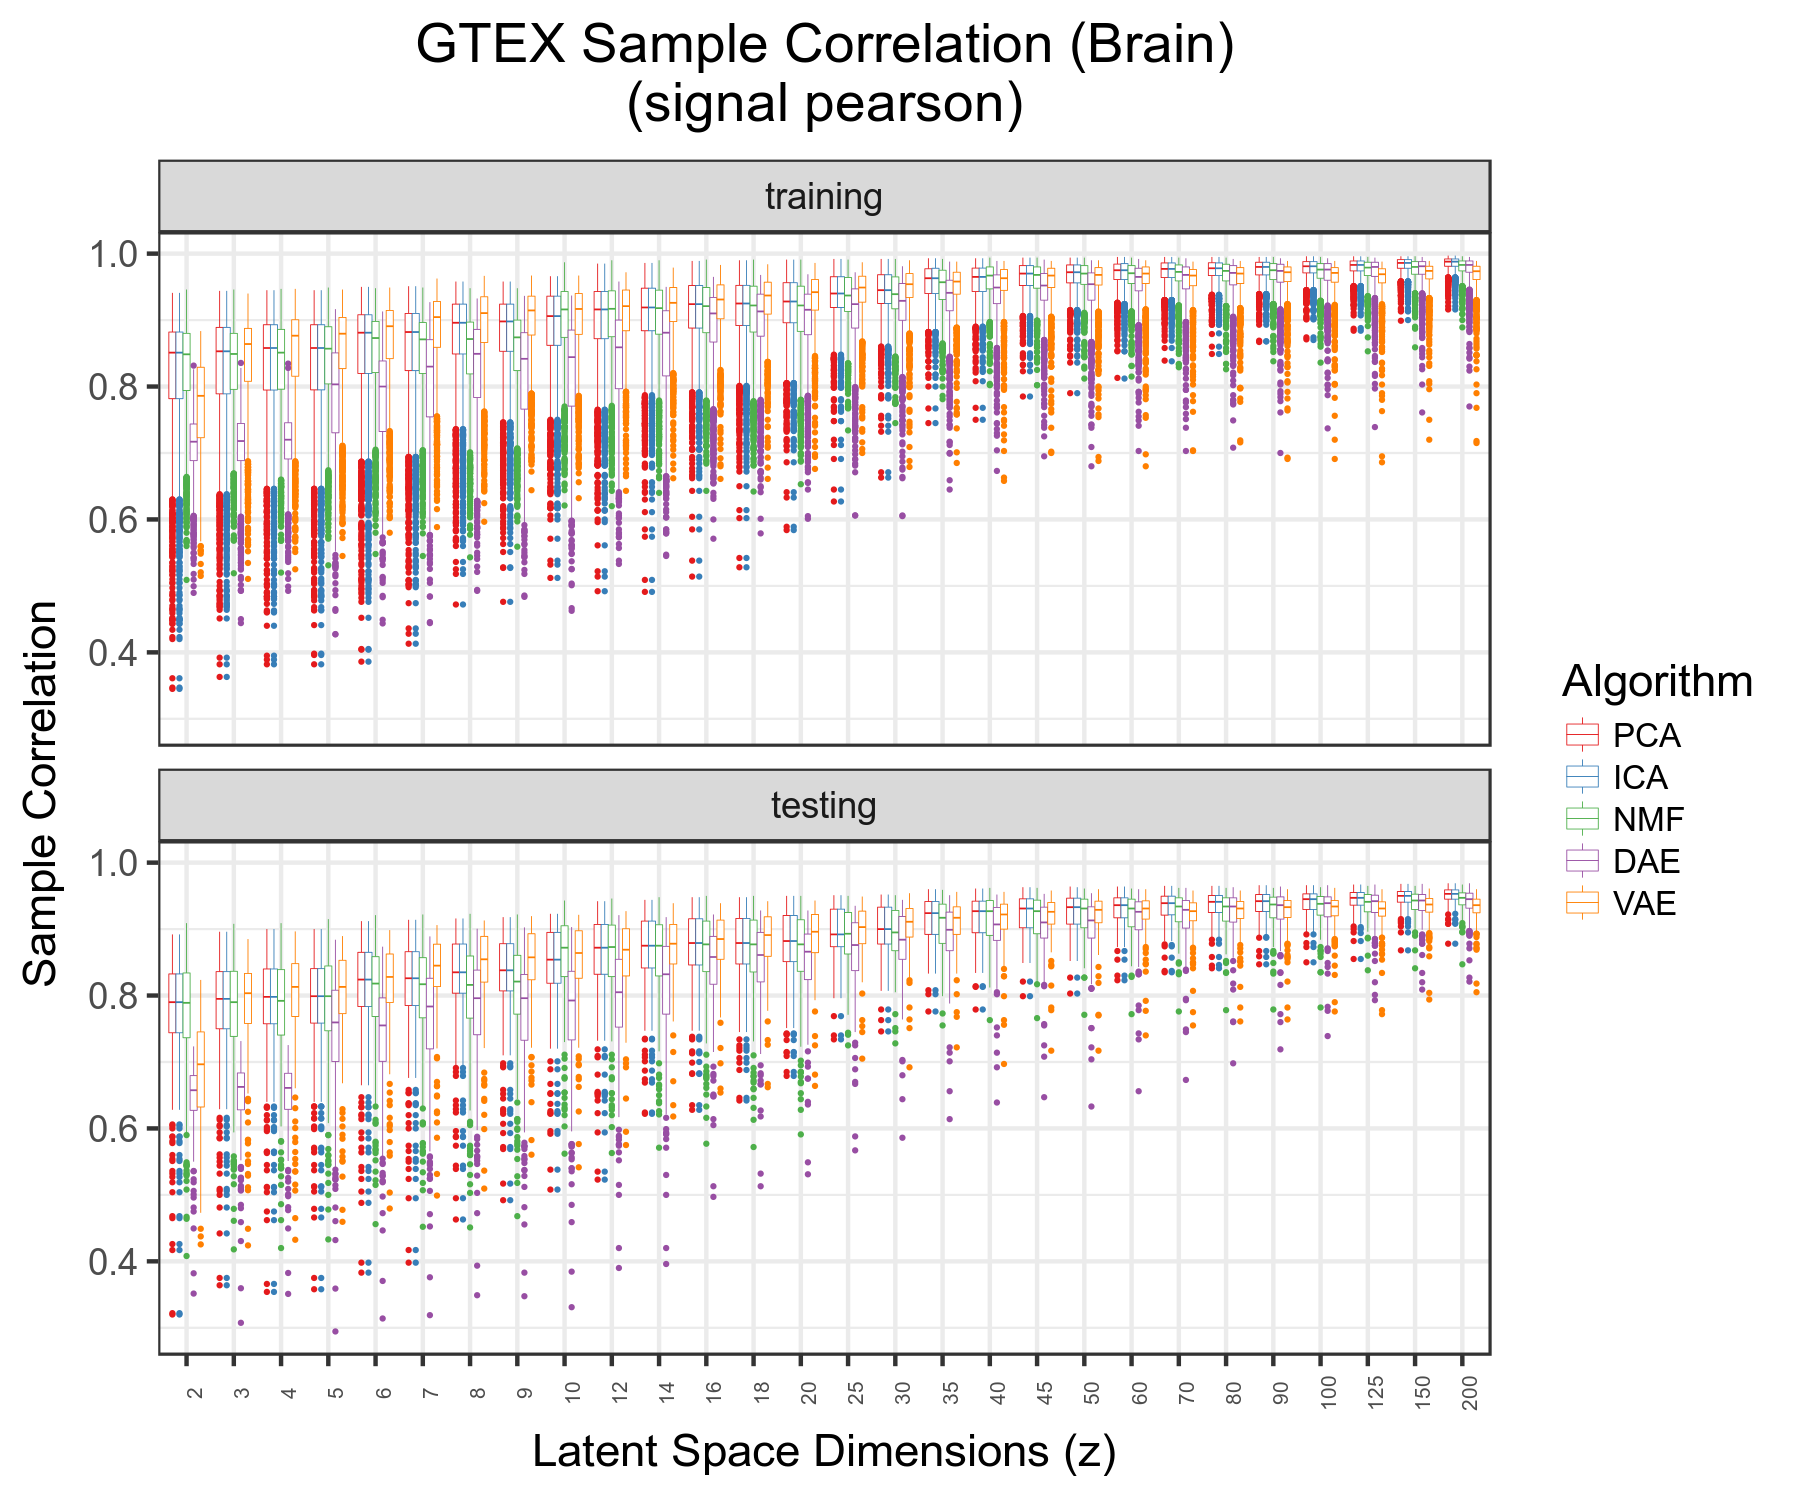 GTEX Sample Correlation (Brain)
(signal pearson)
training
1.0
0.8
0.6
0.4
Sample Correlation
testing
1.0
0.8
0.6
0.4
2 3 4 5 6 7 8 9 10 12 14 16 18 20 25 30 35 40 45 50 60 70 80 90 100 125 150 200
Latent Space Dimensions (z)
Algorithm
PCA
ICA
NMF
DAE
VAE